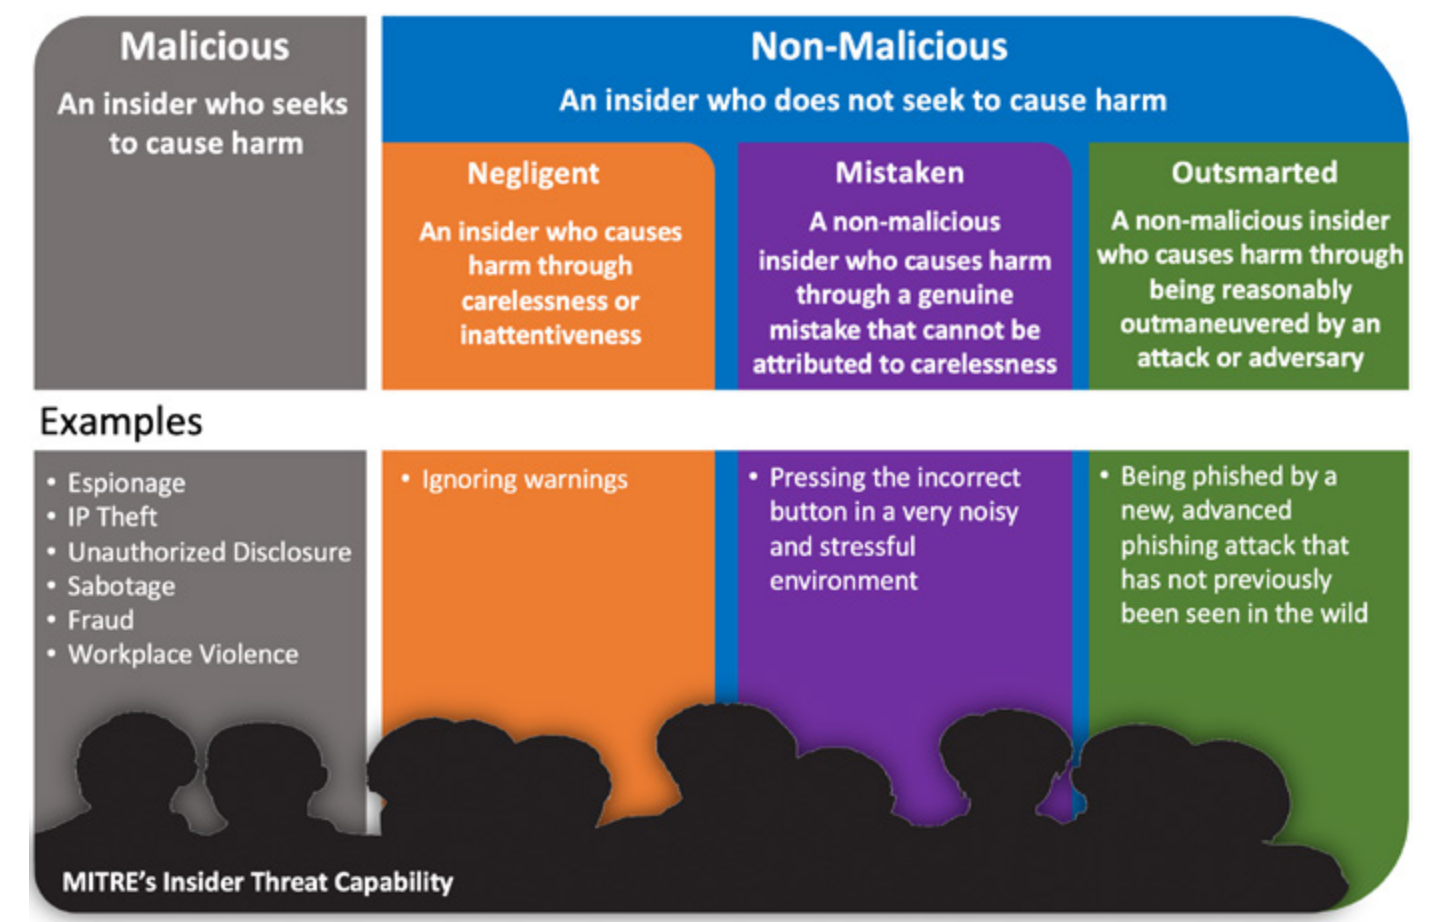 Malicious
An insider who seeks
to cause harm
Non-Malicious
An insider who does not seek to cause harm
Negligent
An insider who causes
harm through
carelessness or
inattentiveness
Mistaken
A non-malicious
insider who causes harm
through a genuine
mistake that cannot be
attributed to carelessness
Outsmarted
A non-malicious insider
who causes harm through
being reasonably
outmaneuvered by an
attack or adversary
Examples
• Espionage
• IP Theft
• Unauthorized Disclosure
• Sabotage
• Fraud
• Workplace Violence
• Ignoring warnings
• Pressing the incorrect
button in a very noisy
and stressful
environment
• Being phished by a
new, advanced
phishing attack that
has not previously
been seen in the wild
MITRE's Insider Threat Capability